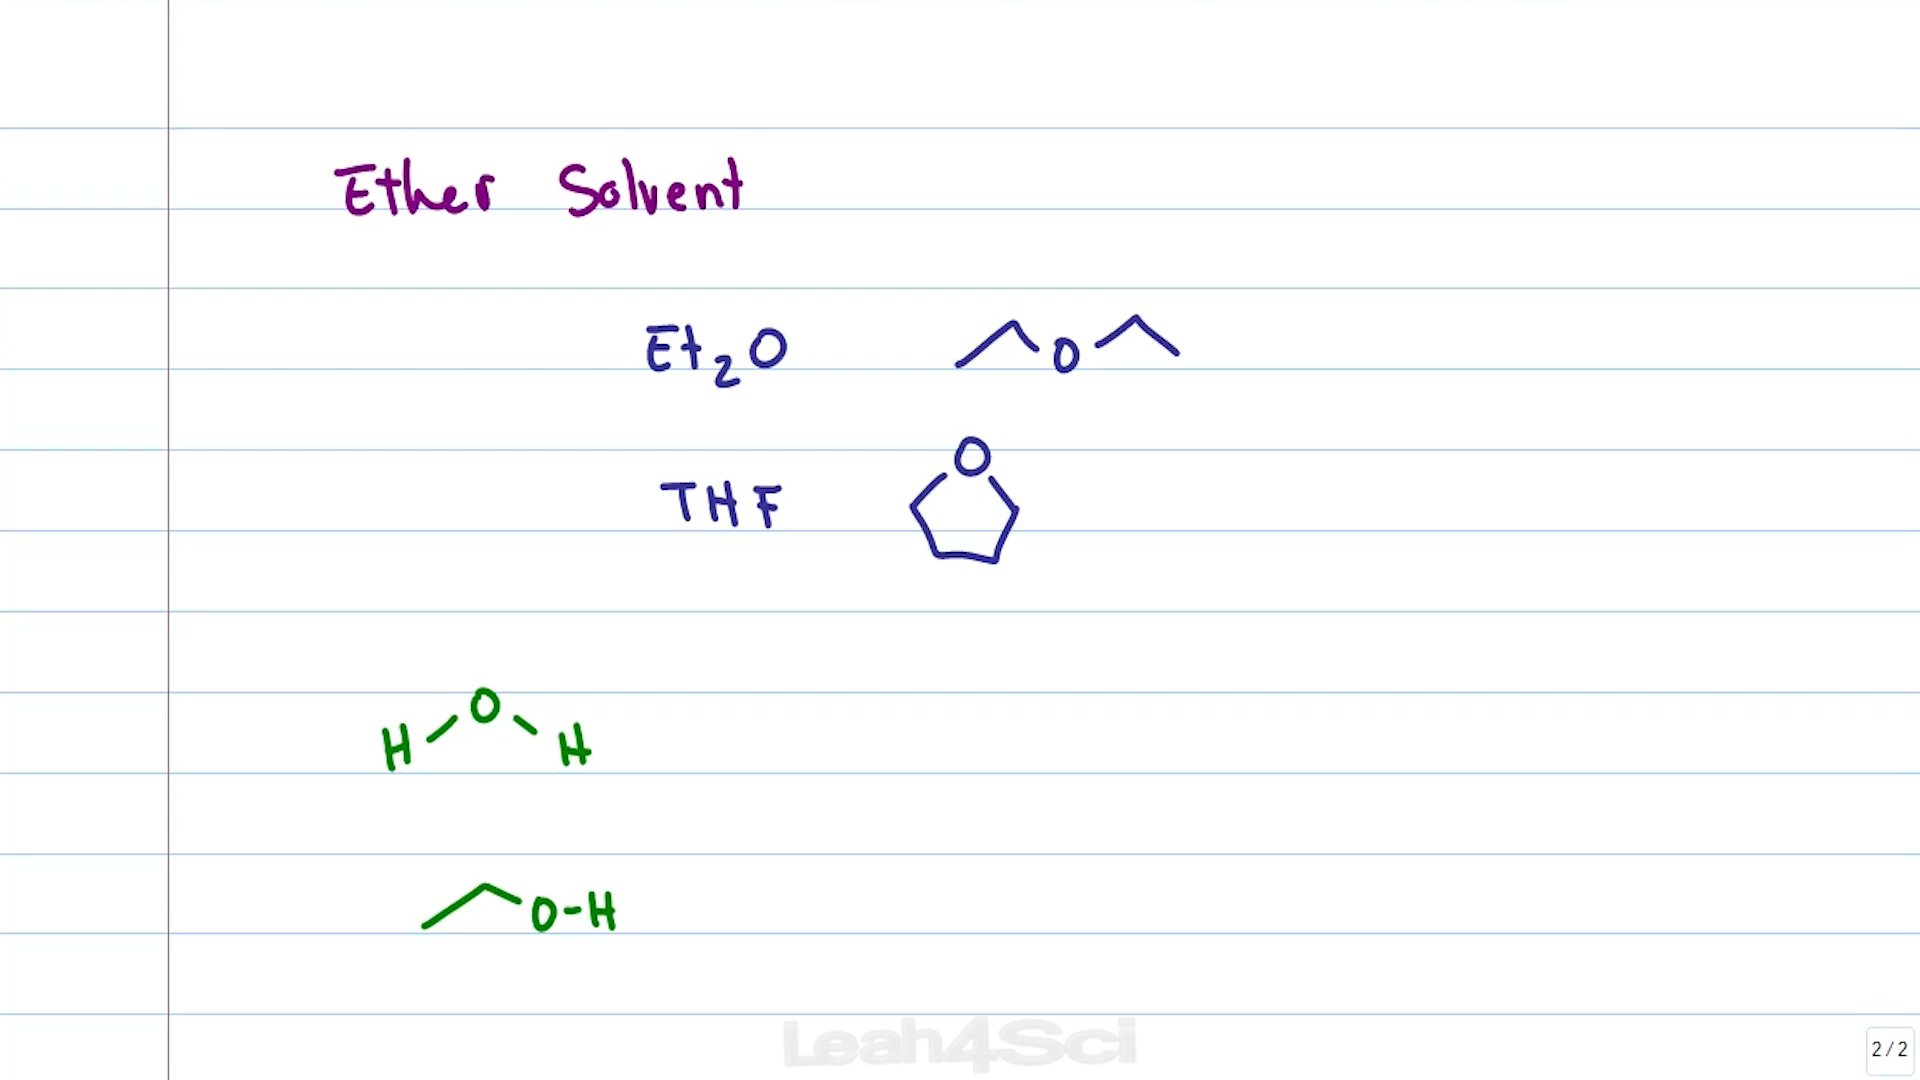 Ether Solvent
Et₂O O
THF O
H O H
O-H
Leah4Sci
2/2